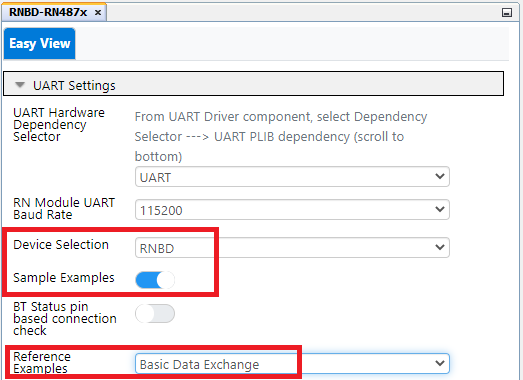 RNBD-RN487x ×
Easy View
UART Settings
UART Hardware
Dependency
Selector
From UART Driver component, select Dependency
Selector ---> UART PLIB dependency (scroll to
bottom)
UART
RN Module UART
Baud Rate
115200
Device Selection
RNBD
Sample Examples
BT Status pin
based connection
check
Reference
Examples
Basic Data Exchange